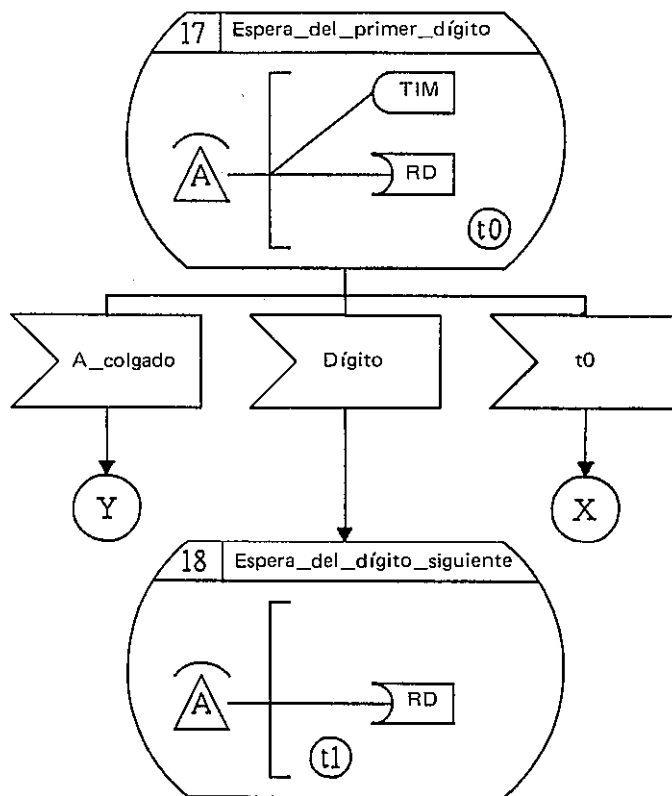 17 Espera_del_primer_dígito
TIM
A RD
t0
A_colgado Dígito t0
Y X
18 Espera_del_dígito_siguiente
A RD
t1